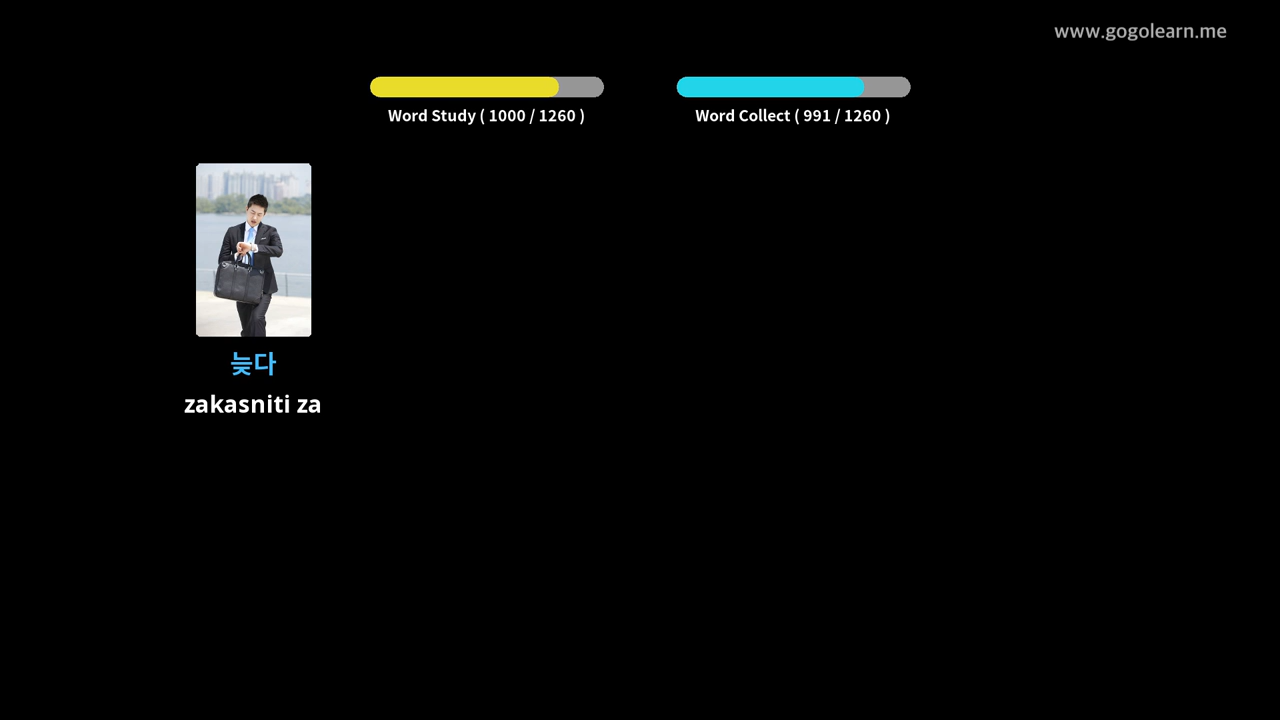 www.gogolearn.me
Word Study ( 1000 / 1260 )
Word Collect ( 991 / 1260 )
늦다
zakasniti za